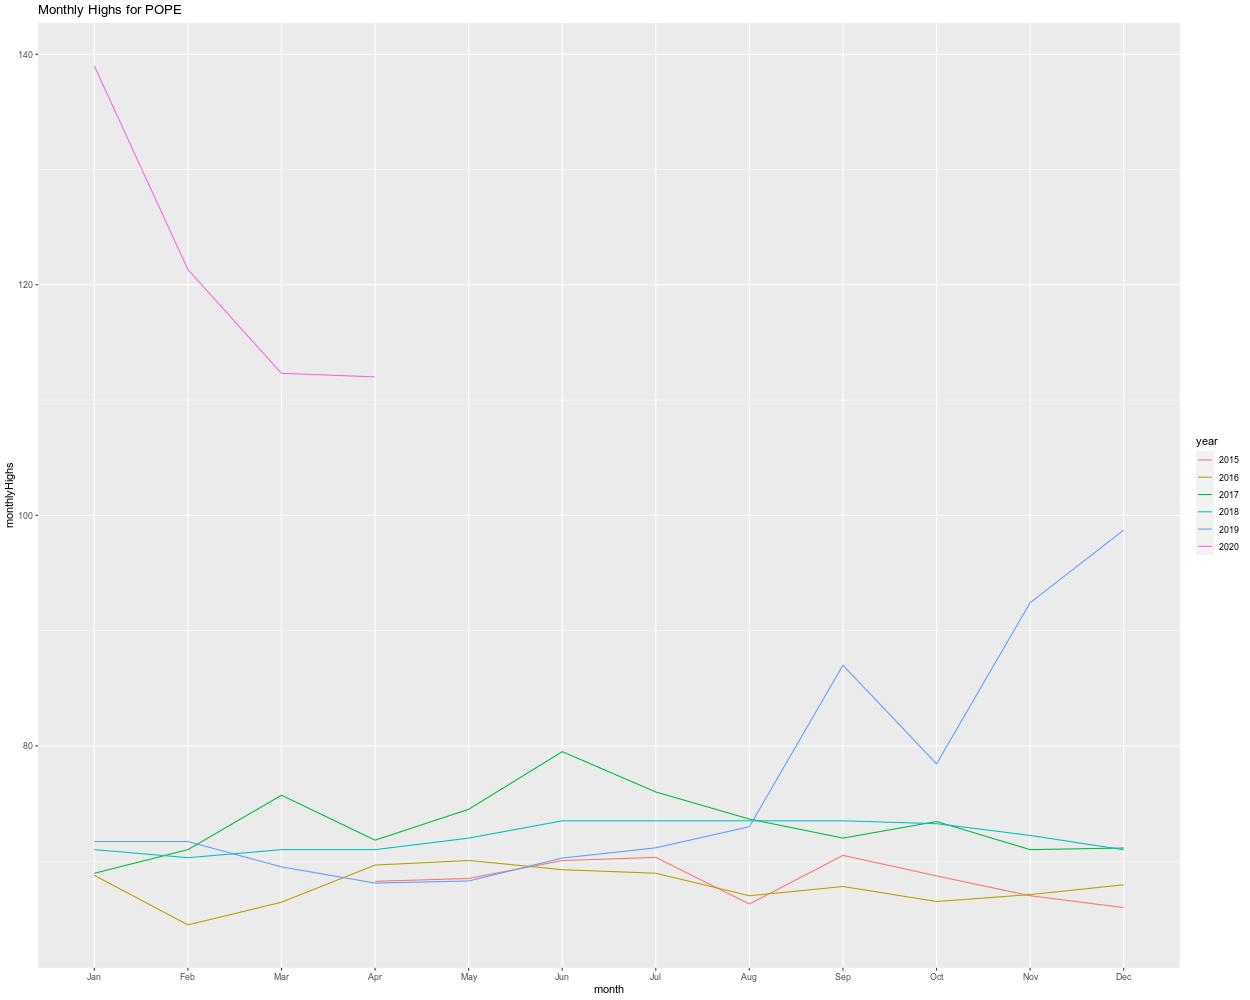 Monthly Highs for POPE
140
120
100
80
monthlyHighs
Jan Feb Mar Apr May Jun Jul Aug Sep Oct Nov Dec
month
year
2015
2016
2017
2018
2019
2020